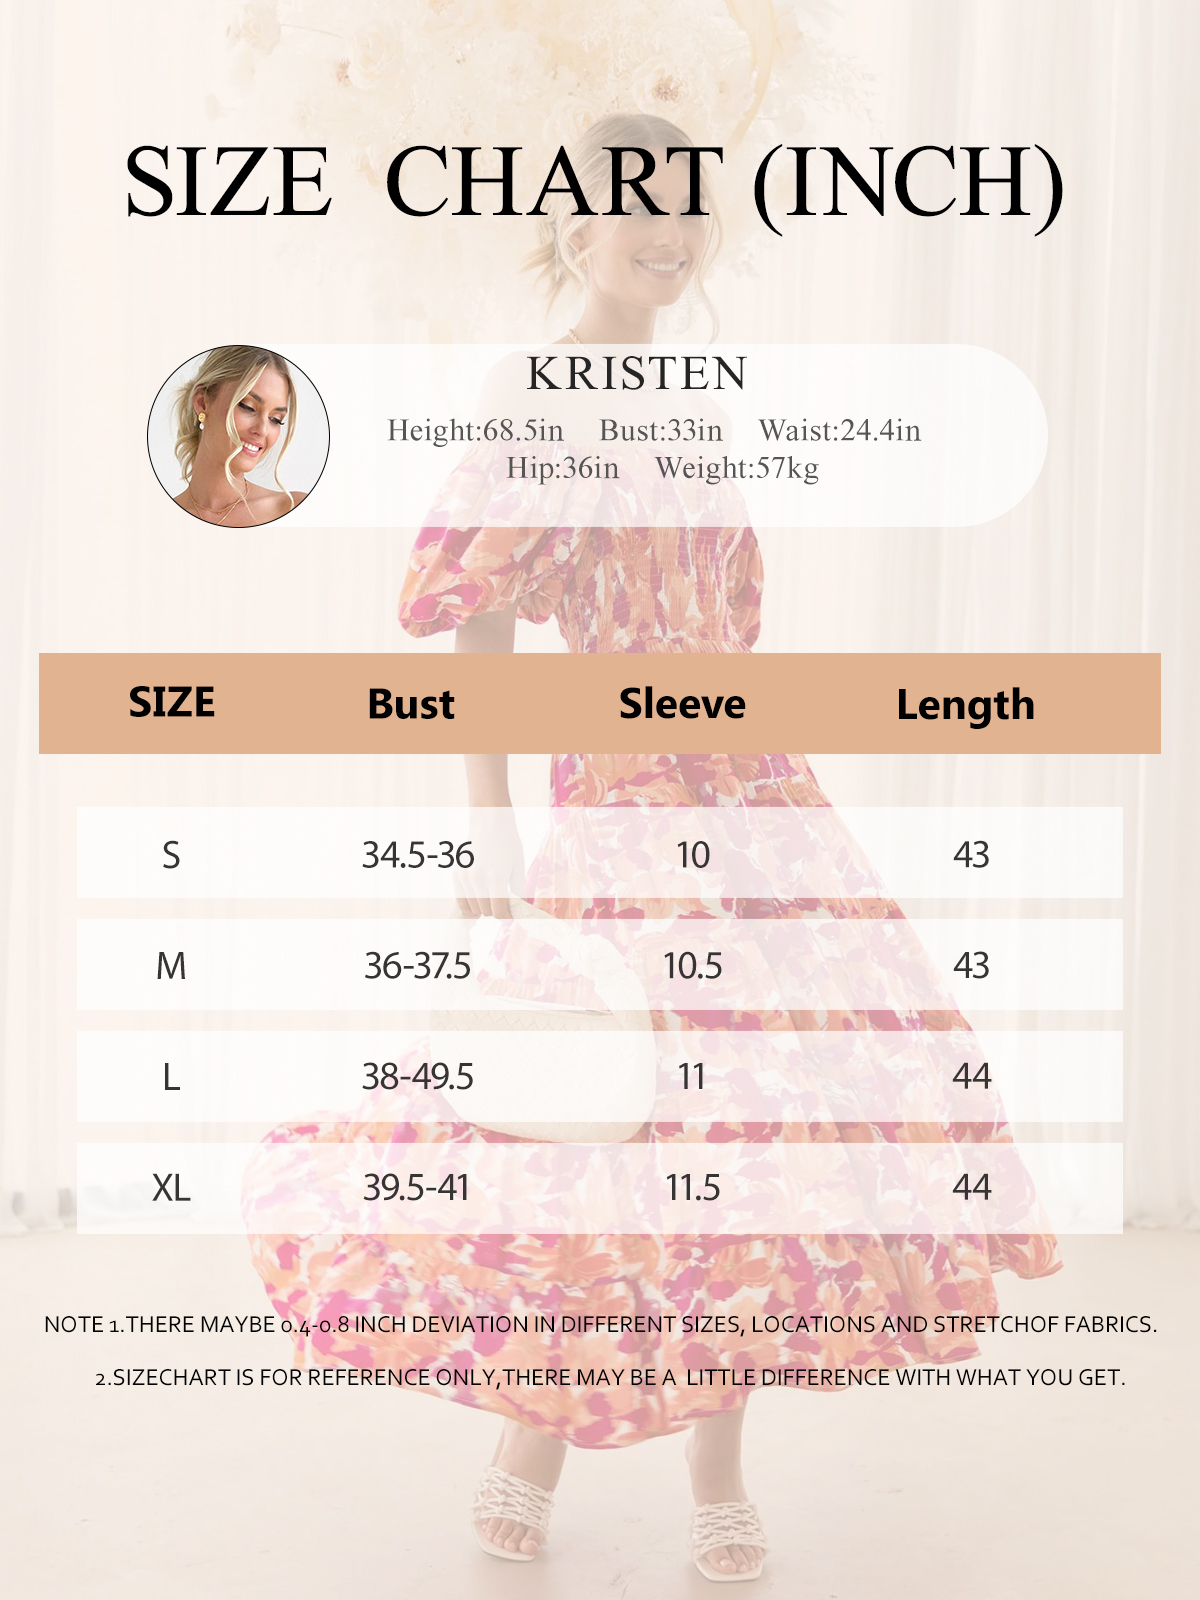 SIZE CHART (INCH)
KRISTEN
Height:68.5in Bust:33in Waist:24.4in
Hip:36in Weight:57kg
SIZE Bust Sleeve Length
S 34.5-36 10 43
M 36-37.5 10.5 43
L 38-49.5 11 44
XL 39.5-41 11.5 44
NOTE 1.THERE MAYBE 0.4-0.8 INCH DEVIATION IN DIFFERENT SIZES, LOCATIONS AND STRETCHOF FABRICS.
2.SIZECHART IS FOR REFERENCE ONLY,THERE MAY BE A LITTLE DIFFERENCE WITH WHAT YOU GET.